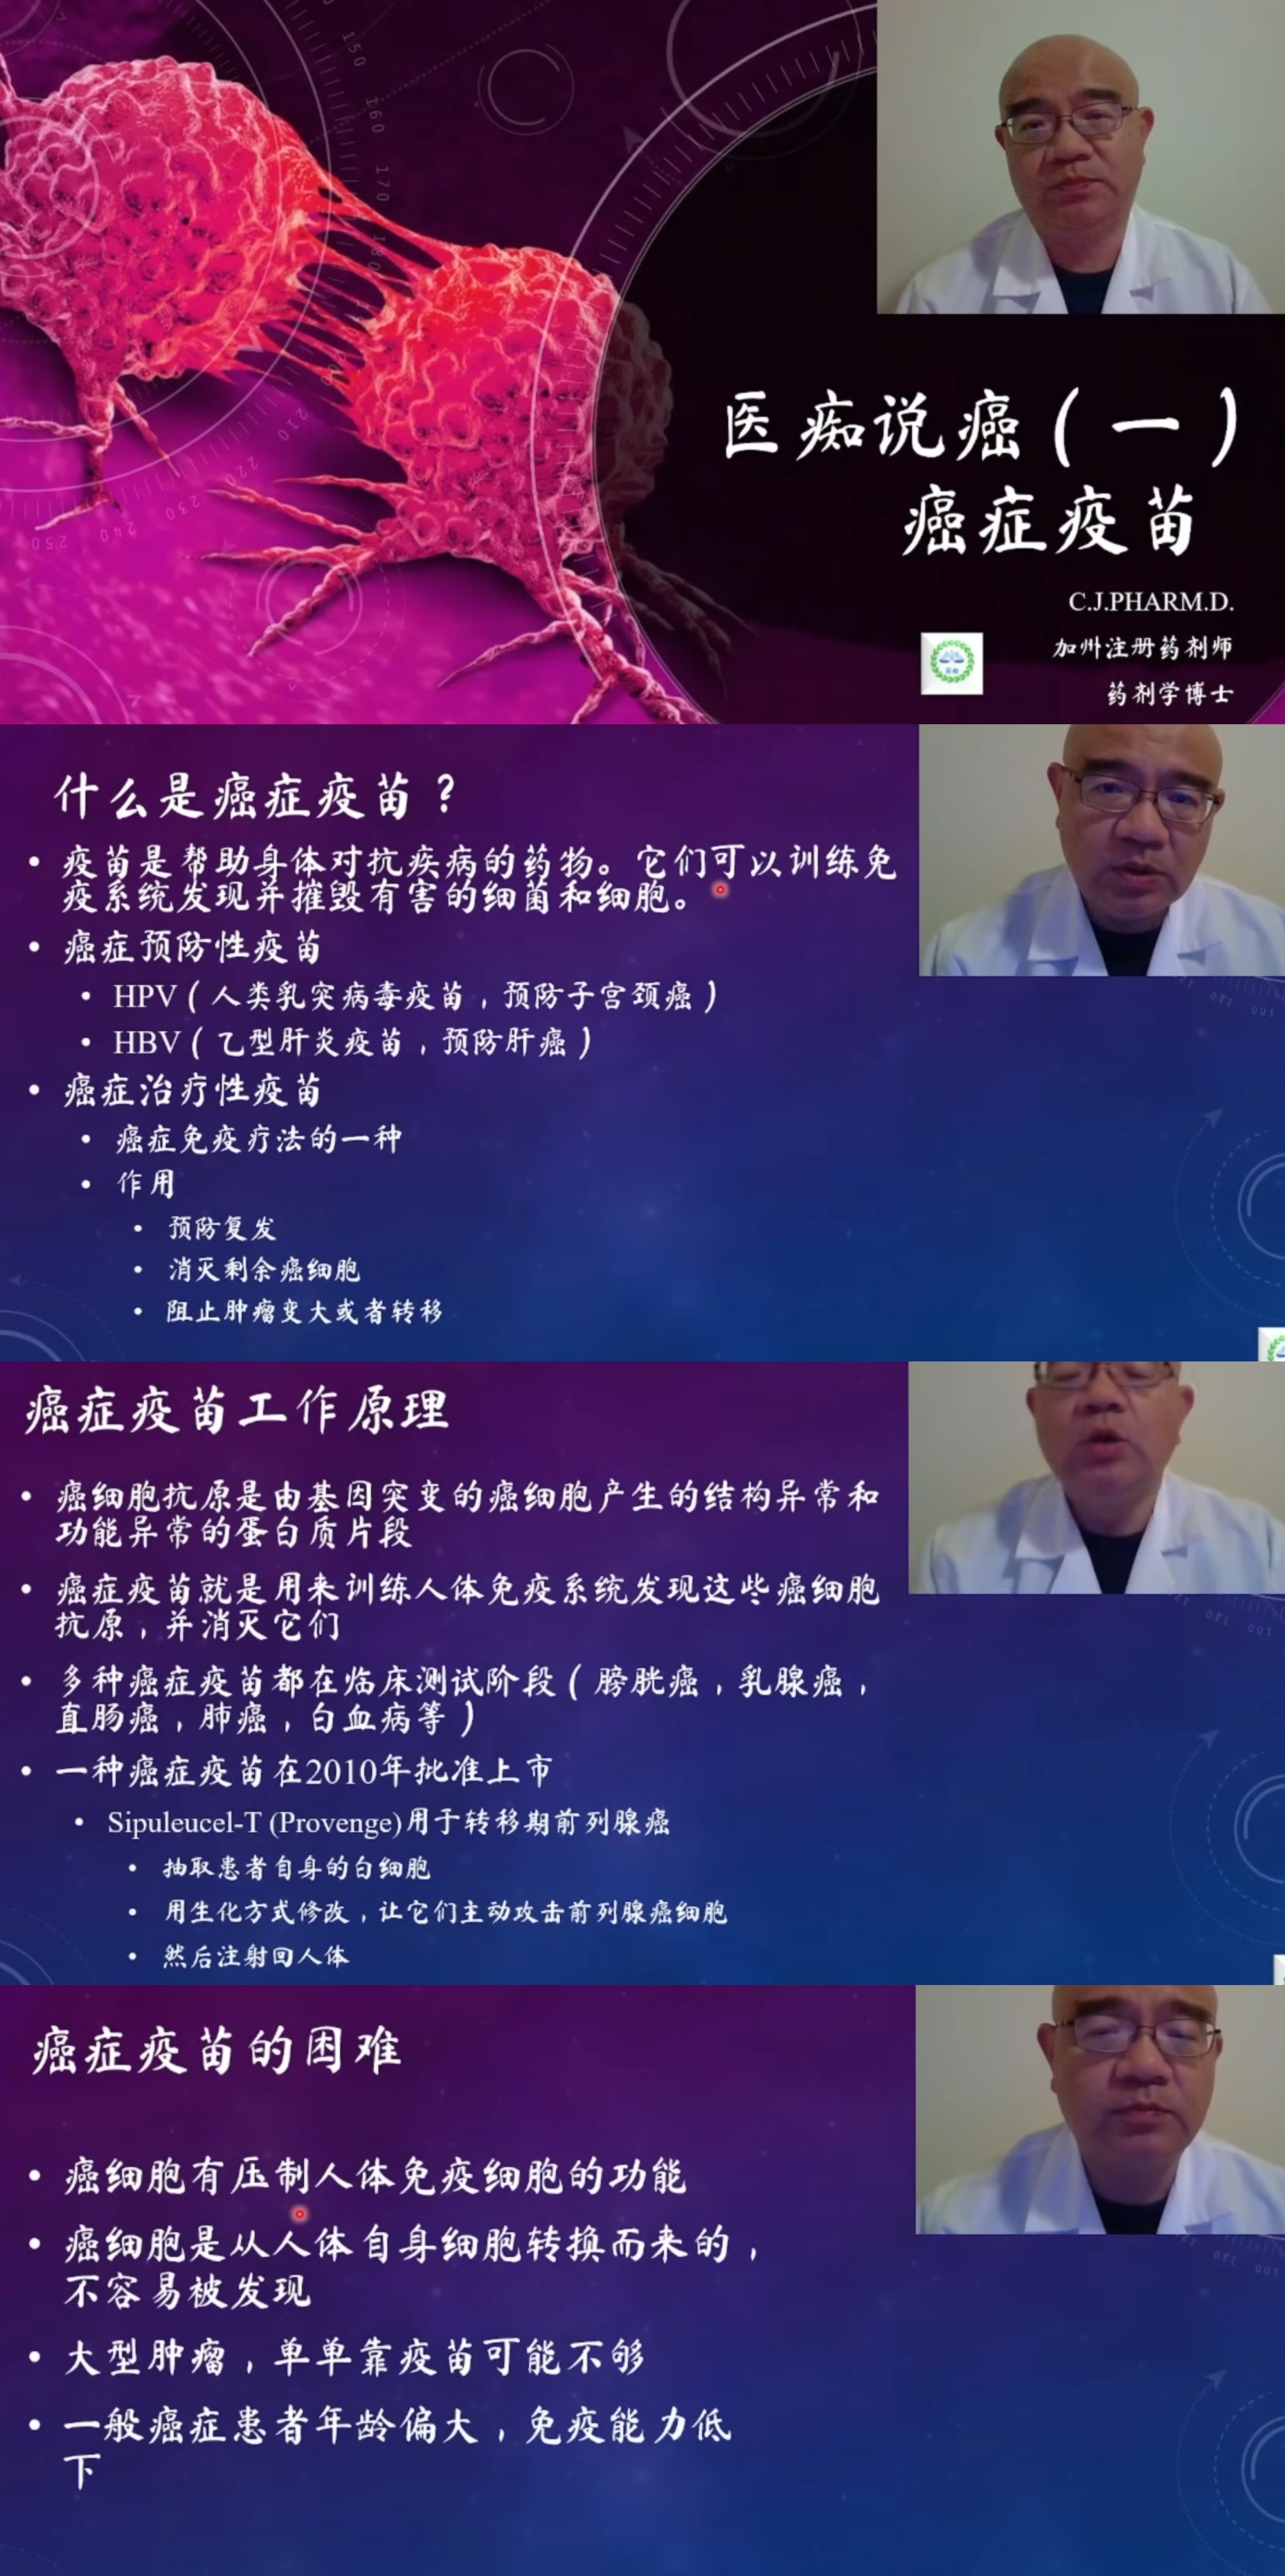 150
160
170
180
210
220
230
240
250
医痴说癌(一)
癌症疫苗
C.J.PHARM.D.
加州注册药剂师
药剂学博士
什么是癌症疫苗？
• 疫苗是帮助身体对抗疾病的药物。它们可以训练免
疫系统发现并摧毁有害的细菌和细胞。
• 癌症预防性疫苗
• HPV(人类乳突病毒疫苗，预防子宫颈癌)
• HBV(乙型肝炎疫苗，预防肝癌)
• 癌症治疗性疫苗
• 癌症免疫疗法的一种
• 作用
• 预防复发
• 消灭剩余癌细胞
• 阻止肿瘤变大或者转移
癌症疫苗工作原理
• 癌细胞抗原是由基因突变的癌细胞产生的结构异常和
功能异常的蛋白质片段
• 癌症疫苗就是用来训练人体免疫系统发现这些癌细胞
抗原，并消灭它们
• 多种癌症疫苗都在临床测试阶段(膀胱癌，乳腺癌，
直肠癌，肺癌，白血病等)
• 一种癌症疫苗在2010年批准上市
• Sipuleucel-T (Provenge)用于转移期前列腺癌
• 抽取患者自身的白细胞
• 用生化方式修改，让它们主动攻击前列腺癌细胞
• 然后注射回人体
癌症疫苗的困难
• 癌细胞有压制人体免疫细胞的功能
• 癌细胞是从人体自身细胞转换而来的，
不容易被发现
• 大型肿瘤，单单靠疫苗可能不够
• 一般癌症患者年龄偏大，免疫能力低
下